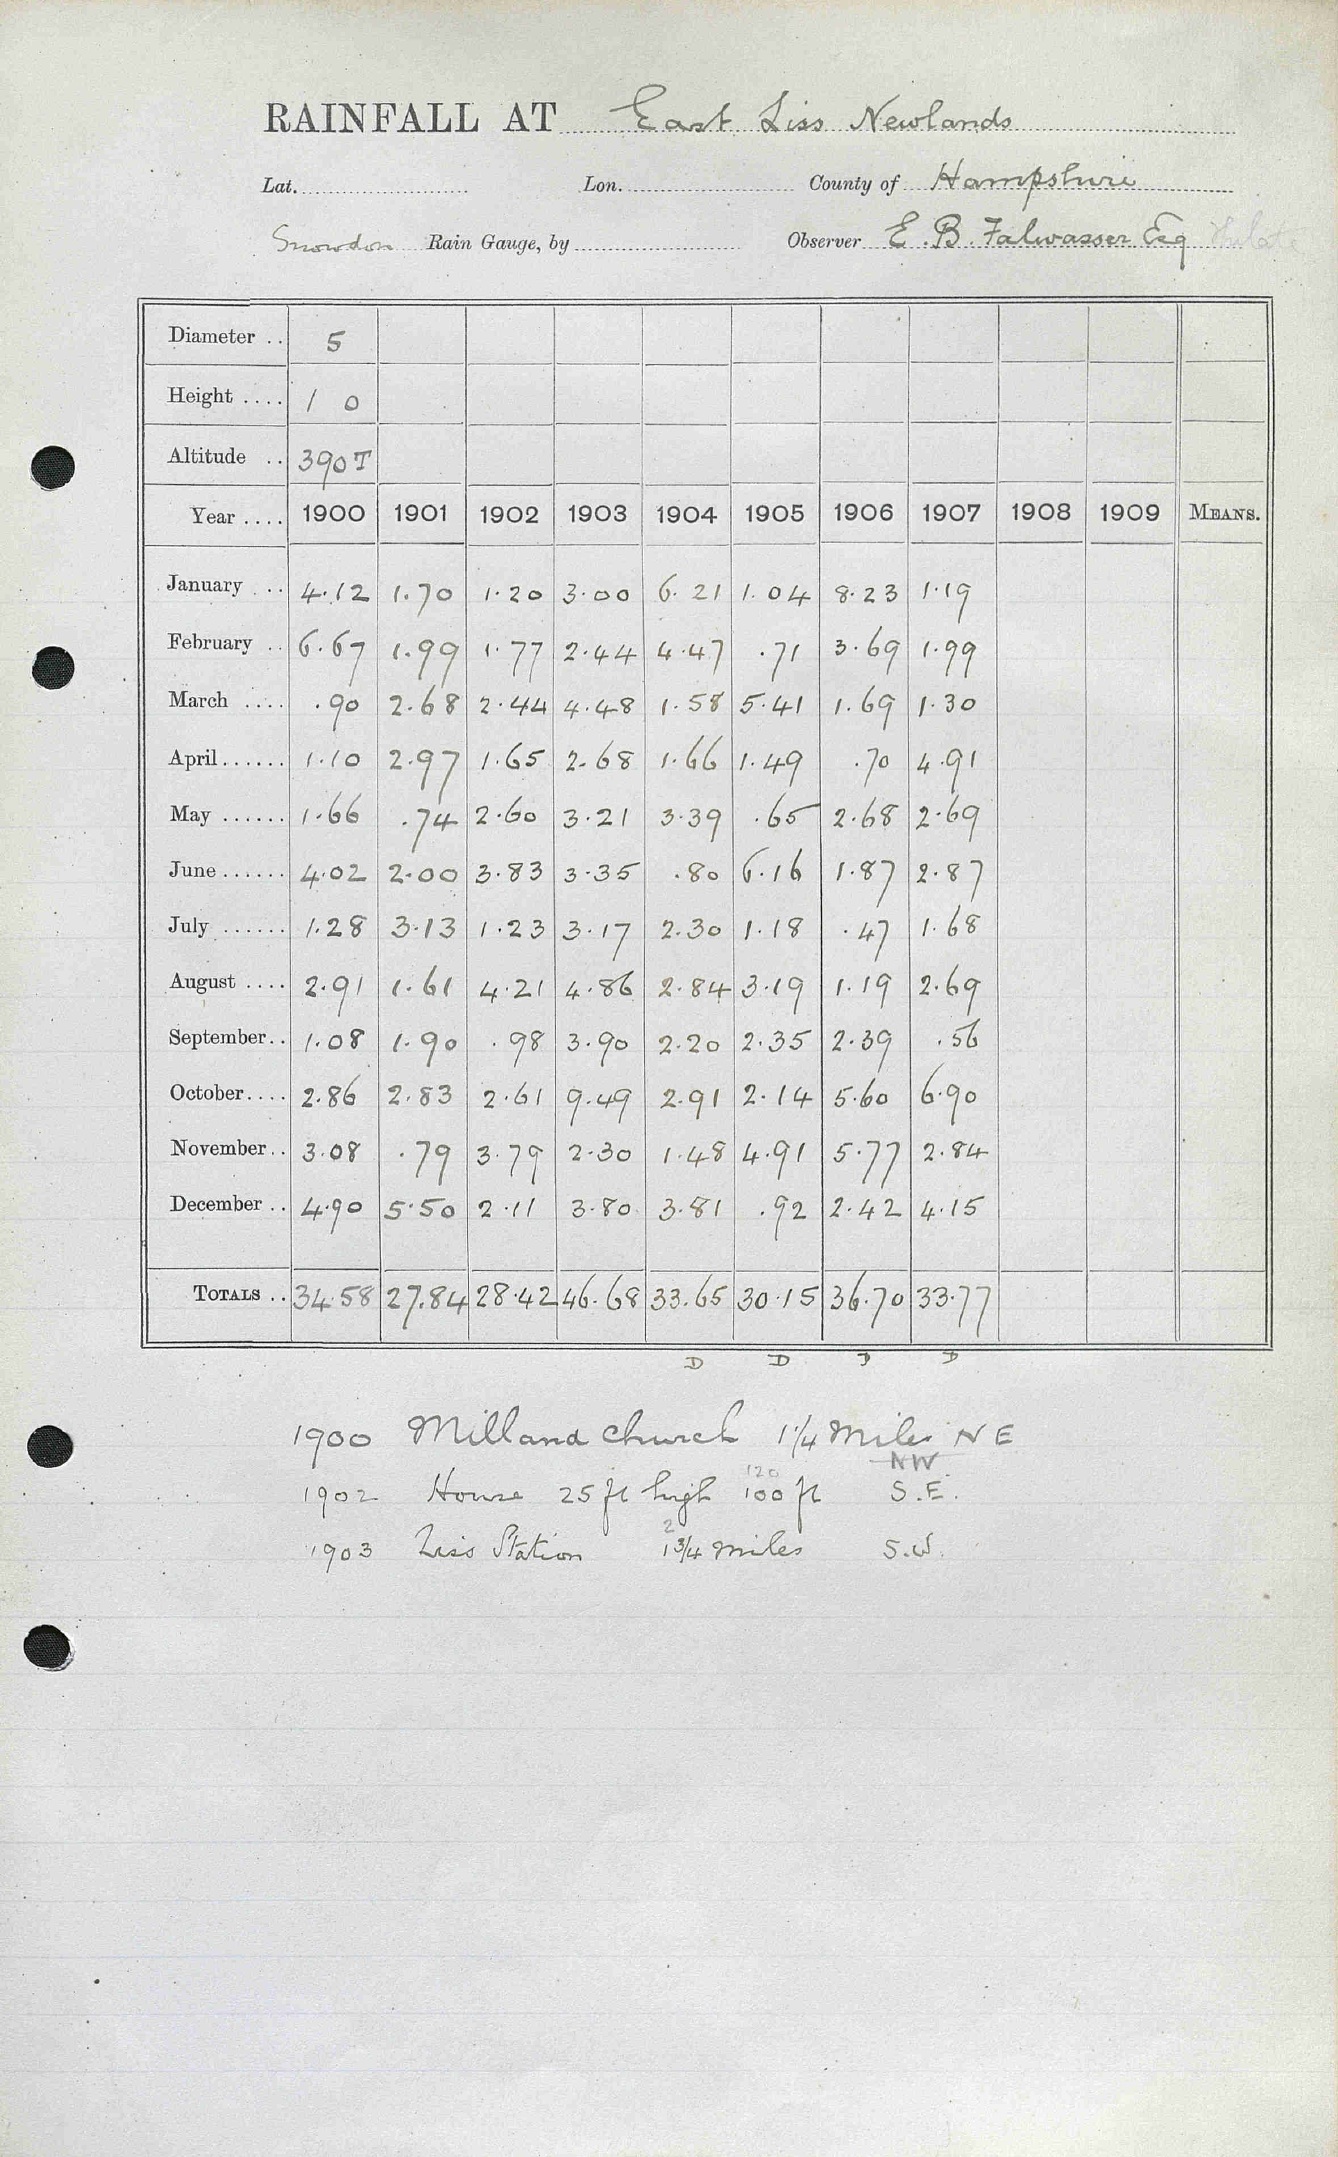 RAINFALL AT East Liss Newlands
Lat. Lon. County of Hampshire
Snowdon Rain Gauge, by Observer E. B. Falwasser Esq
Diameter .. 5
Height .... 1 0
Altitude .. 390T
Year .... 1900 1901 1902 1903 1904 1905 1906 1907 1908 1909 MEANS.
January ... 4.12 1.70 1.20 3.00 6.21 1.04 8.23 1.19
February .. 6.67 1.99 1.77 2.44 4.47 .71 3.69 1.99
March .... .90 2.68 2.44 4.48 1.58 5.41 1.69 1.30
April...... 1.10 2.97 1.65 2.68 1.66 1.49 .70 4.91
May ...... 1.66 .74 2.60 3.21 3.39 .65 2.68 2.69
June...... 4.02 2.00 3.83 3.35 .80 6.16 1.87 2.87
July ...... 1.28 3.13 1.23 3.17 2.30 1.18 .47 1.68
August .... 2.91 1.61 4.21 4.86 2.84 3.19 1.19 2.69
September.. 1.08 1.90 .98 3.90 2.20 2.35 2.39 .56
October.... 2.86 2.83 2.61 9.49 2.91 2.14 5.60 6.90
November.. 3.08 .79 3.79 2.30 1.48 4.91 5.77 2.84
December .. 4.90 5.50 2.11 3.80 3.81 .92 2.42 4.15
TOTALS .. 34.58 27.84 28.42 46.68 33.65 30.15 36.70 33.77
D D D D
1900 Milland church 1 1/4 Miles N E
NW
120
1902 House 25 ft high 100 ft S.E.
2
1903 Liss Station 1 3/4 miles S.W.